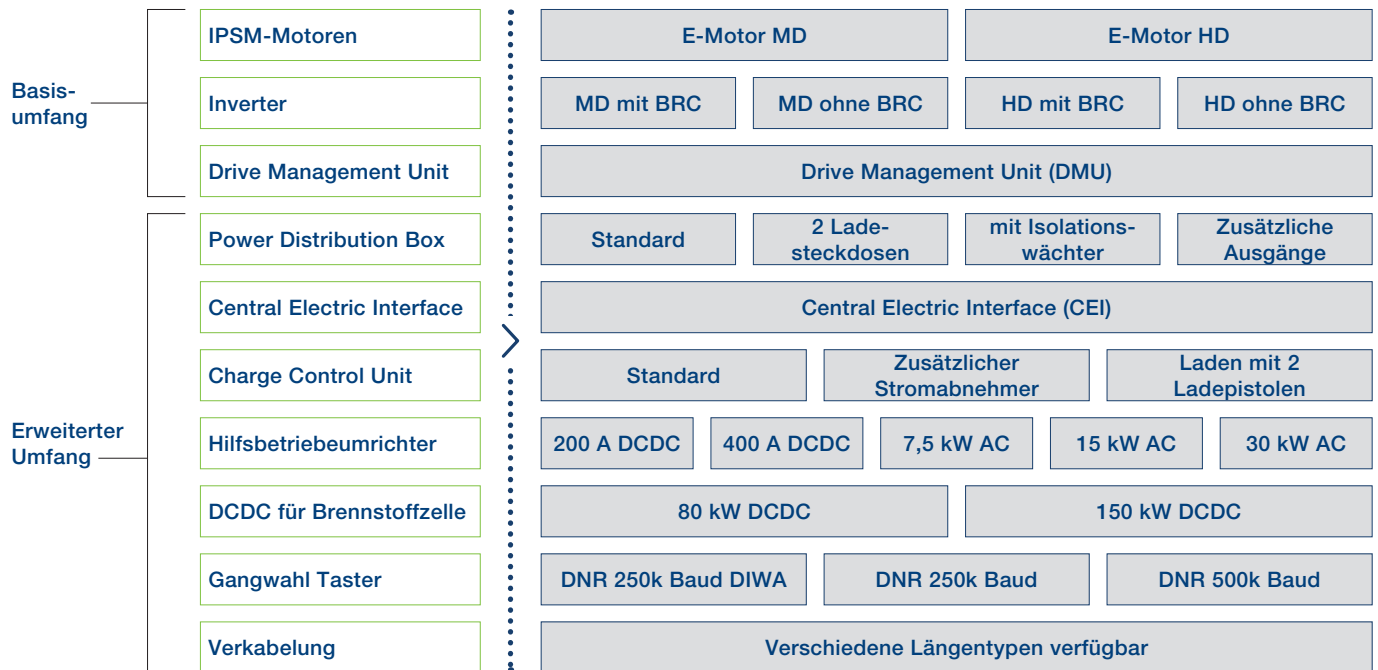 IPSM-Motoren
E-Motor MD
E-Motor HD
Basis-
umfang
Inverter
MD mit BRC
MD ohne BRC
HD mit BRC
HD ohne BRC
Drive Management Unit
Drive Management Unit (DMU)
Power Distribution Box
Standard
2 Lade-
steckdosen
mit Isolations-
wächter
Zusätzliche
Ausgänge
Central Electric Interface
Central Electric Interface (CEI)
Charge Control Unit
Standard
Zusätzlicher
Stromabnehmer
Laden mit 2
Ladepistolen
Erweiterter
Umfang
Hilfsbetriebeumrichter
200 A DCDC
400 A DCDC
7,5 kW AC
15 kW AC
30 kW AC
DCDC für Brennstoffzelle
80 kW DCDC
150 kW DCDC
Gangwahl Taster
DNR 250k Baud DIWA
DNR 250k Baud
DNR 500k Baud
Verkabelung
Verschiedene Längentypen verfügbar